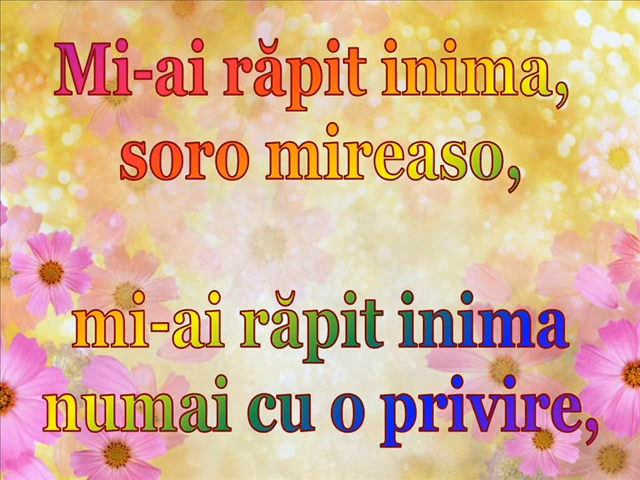 Mi-ai răpit inima,
soro mireaso,
mi-ai răpit inima
numai cu o privire,